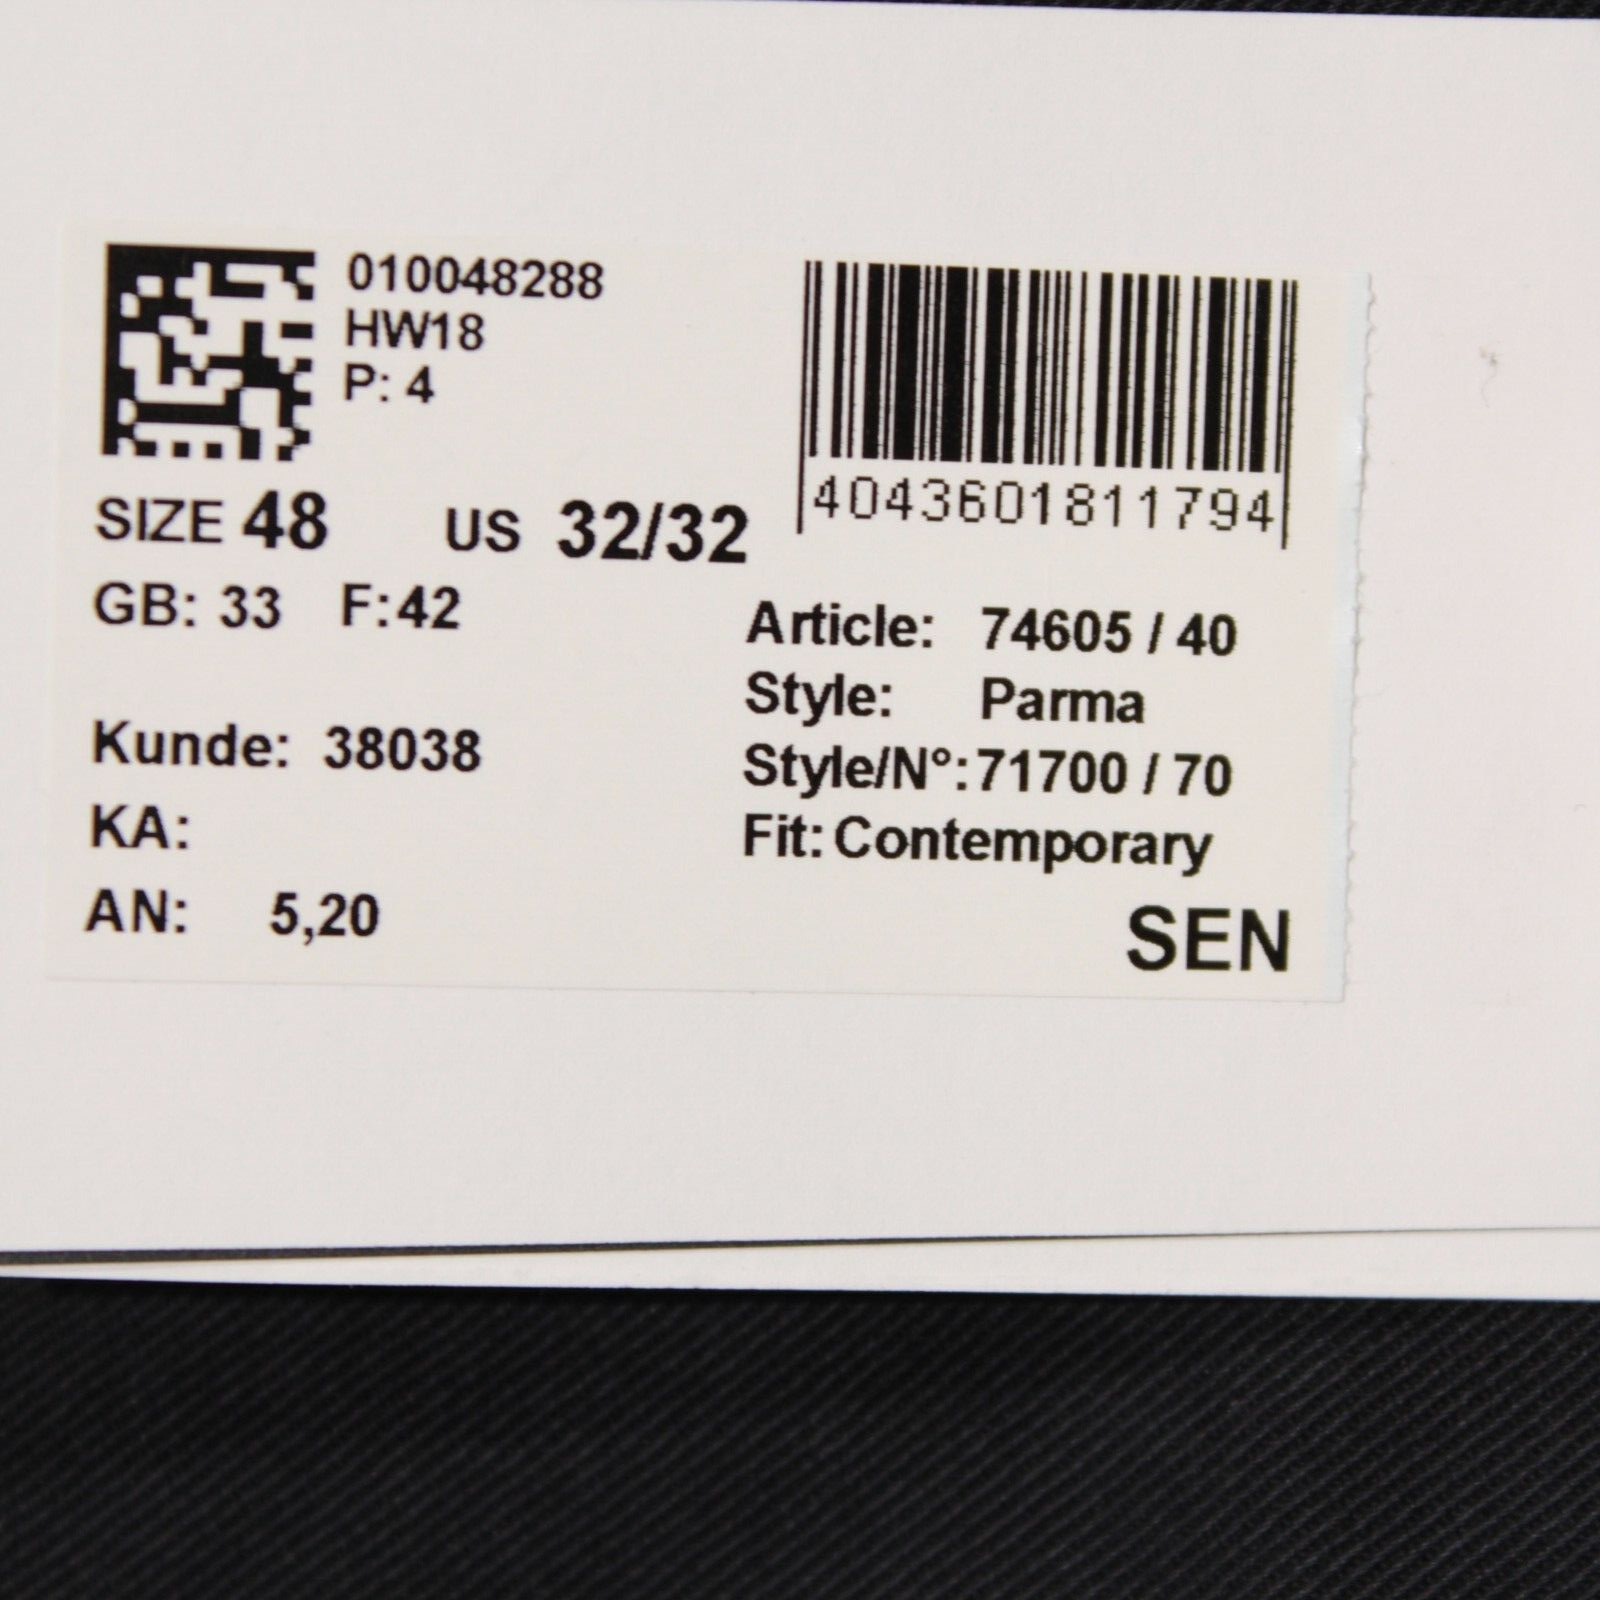 010048288
HW18
P: 4
SIZE 48 US 32/32
GB: 33 F:42
Kunde: 38038
KA:
AN: 5,20
4043601811794
Article: 74605 / 40
Style: Parma
Style/N°: 71700 / 70
Fit: Contemporary
SEN